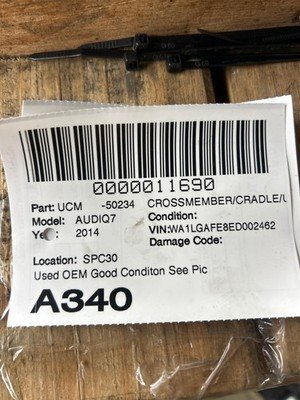 0000011690
Part: UCM -50234 CROSSMEMBER/CRADLE/
Model: AUDIQ7 Condition:
2014 VIN:WA1LGAFE8ED002462
Damage Code:
Location: SPC30
Used OEM Good Conditon See Pic
A340